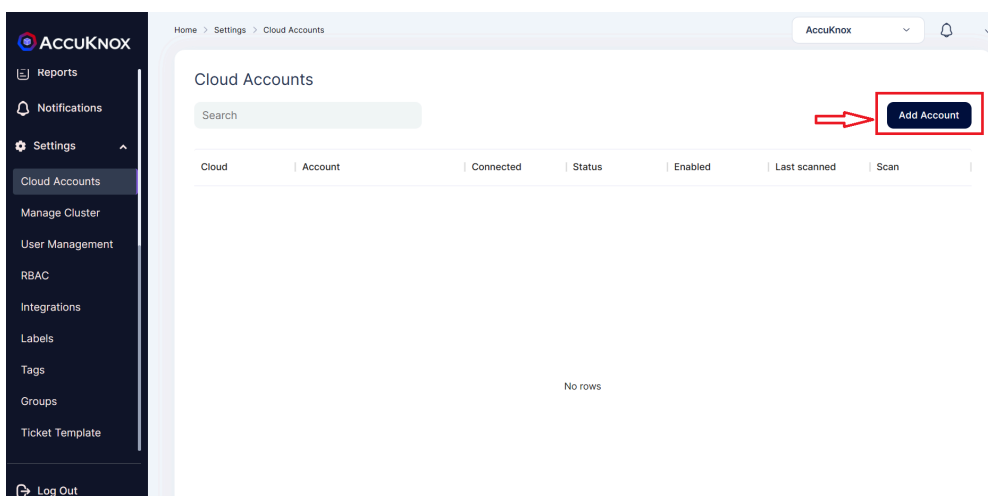 ACCUKNOX
Reports
Notifications
Settings
Cloud Accounts
Manage Cluster
User Management
RBAC
Integrations
Labels
Tags
Groups
Ticket Template
Log Out
Home > Settings > Cloud Accounts
AccuKnox
Cloud Accounts
Search
Add Account
Cloud Account Connected Status Enabled Last scanned Scan
No rows